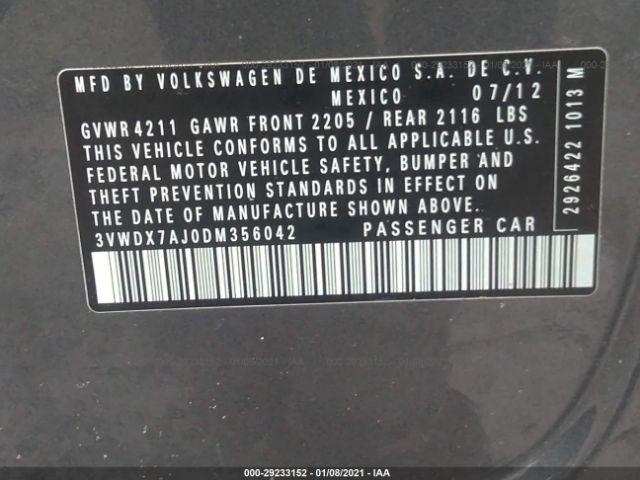 MFD BY VOLKSWAGEN DE MEXICO S.A. DE C.V.
MEXICO 07/12
GVWR 4211 GAWR FRONT 2205 / REAR 2116 LBS
THIS VEHICLE CONFORMS TO ALL APPLICABLE U.S.
FEDERAL MOTOR VEHICLE SAFETY, BUMPER AND
THEFT PREVENTION STANDARDS IN EFFECT ON
THE DATE OF MANUFACTURE SHOWN ABOVE.
3VWDX7AJ0DM356042 PASSENGER CAR
2926422 1013 M
000-29233152 - 01/08/2021 - IAA